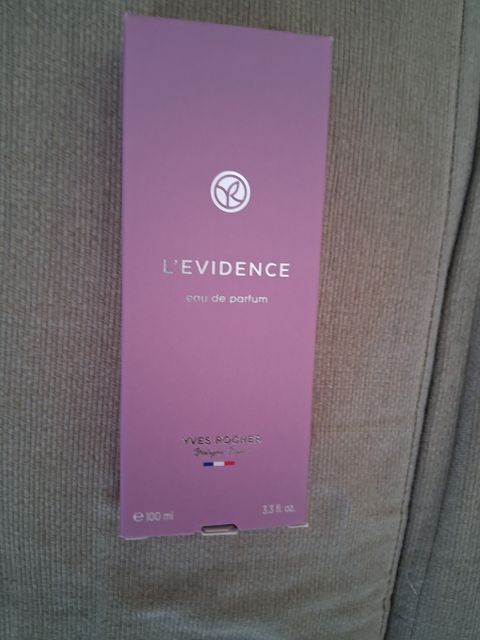 L'EVIDENCE
eau de parfum
YVES ROCHER
℮ 100 ml
3.3 fl. oz.